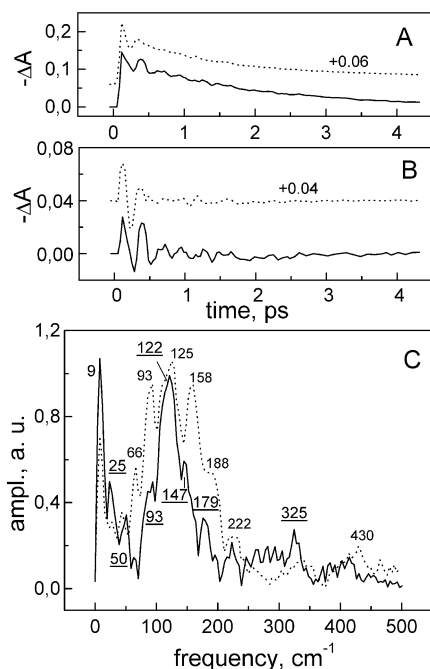 A
-ΔA
0,2
0,1
0,0
+0.06
0 1 2 3 4
B
-ΔA
0,08
0,04
0,00
+0.04
0 1 2 3 4
time, ps
C
ampl., a. u.
1,2
0,8
0,4
0,0
9
25
50
66
93
93
122
125
147
158
179
188
222
325
430
0 100 200 300 400 500
frequency, cm-1